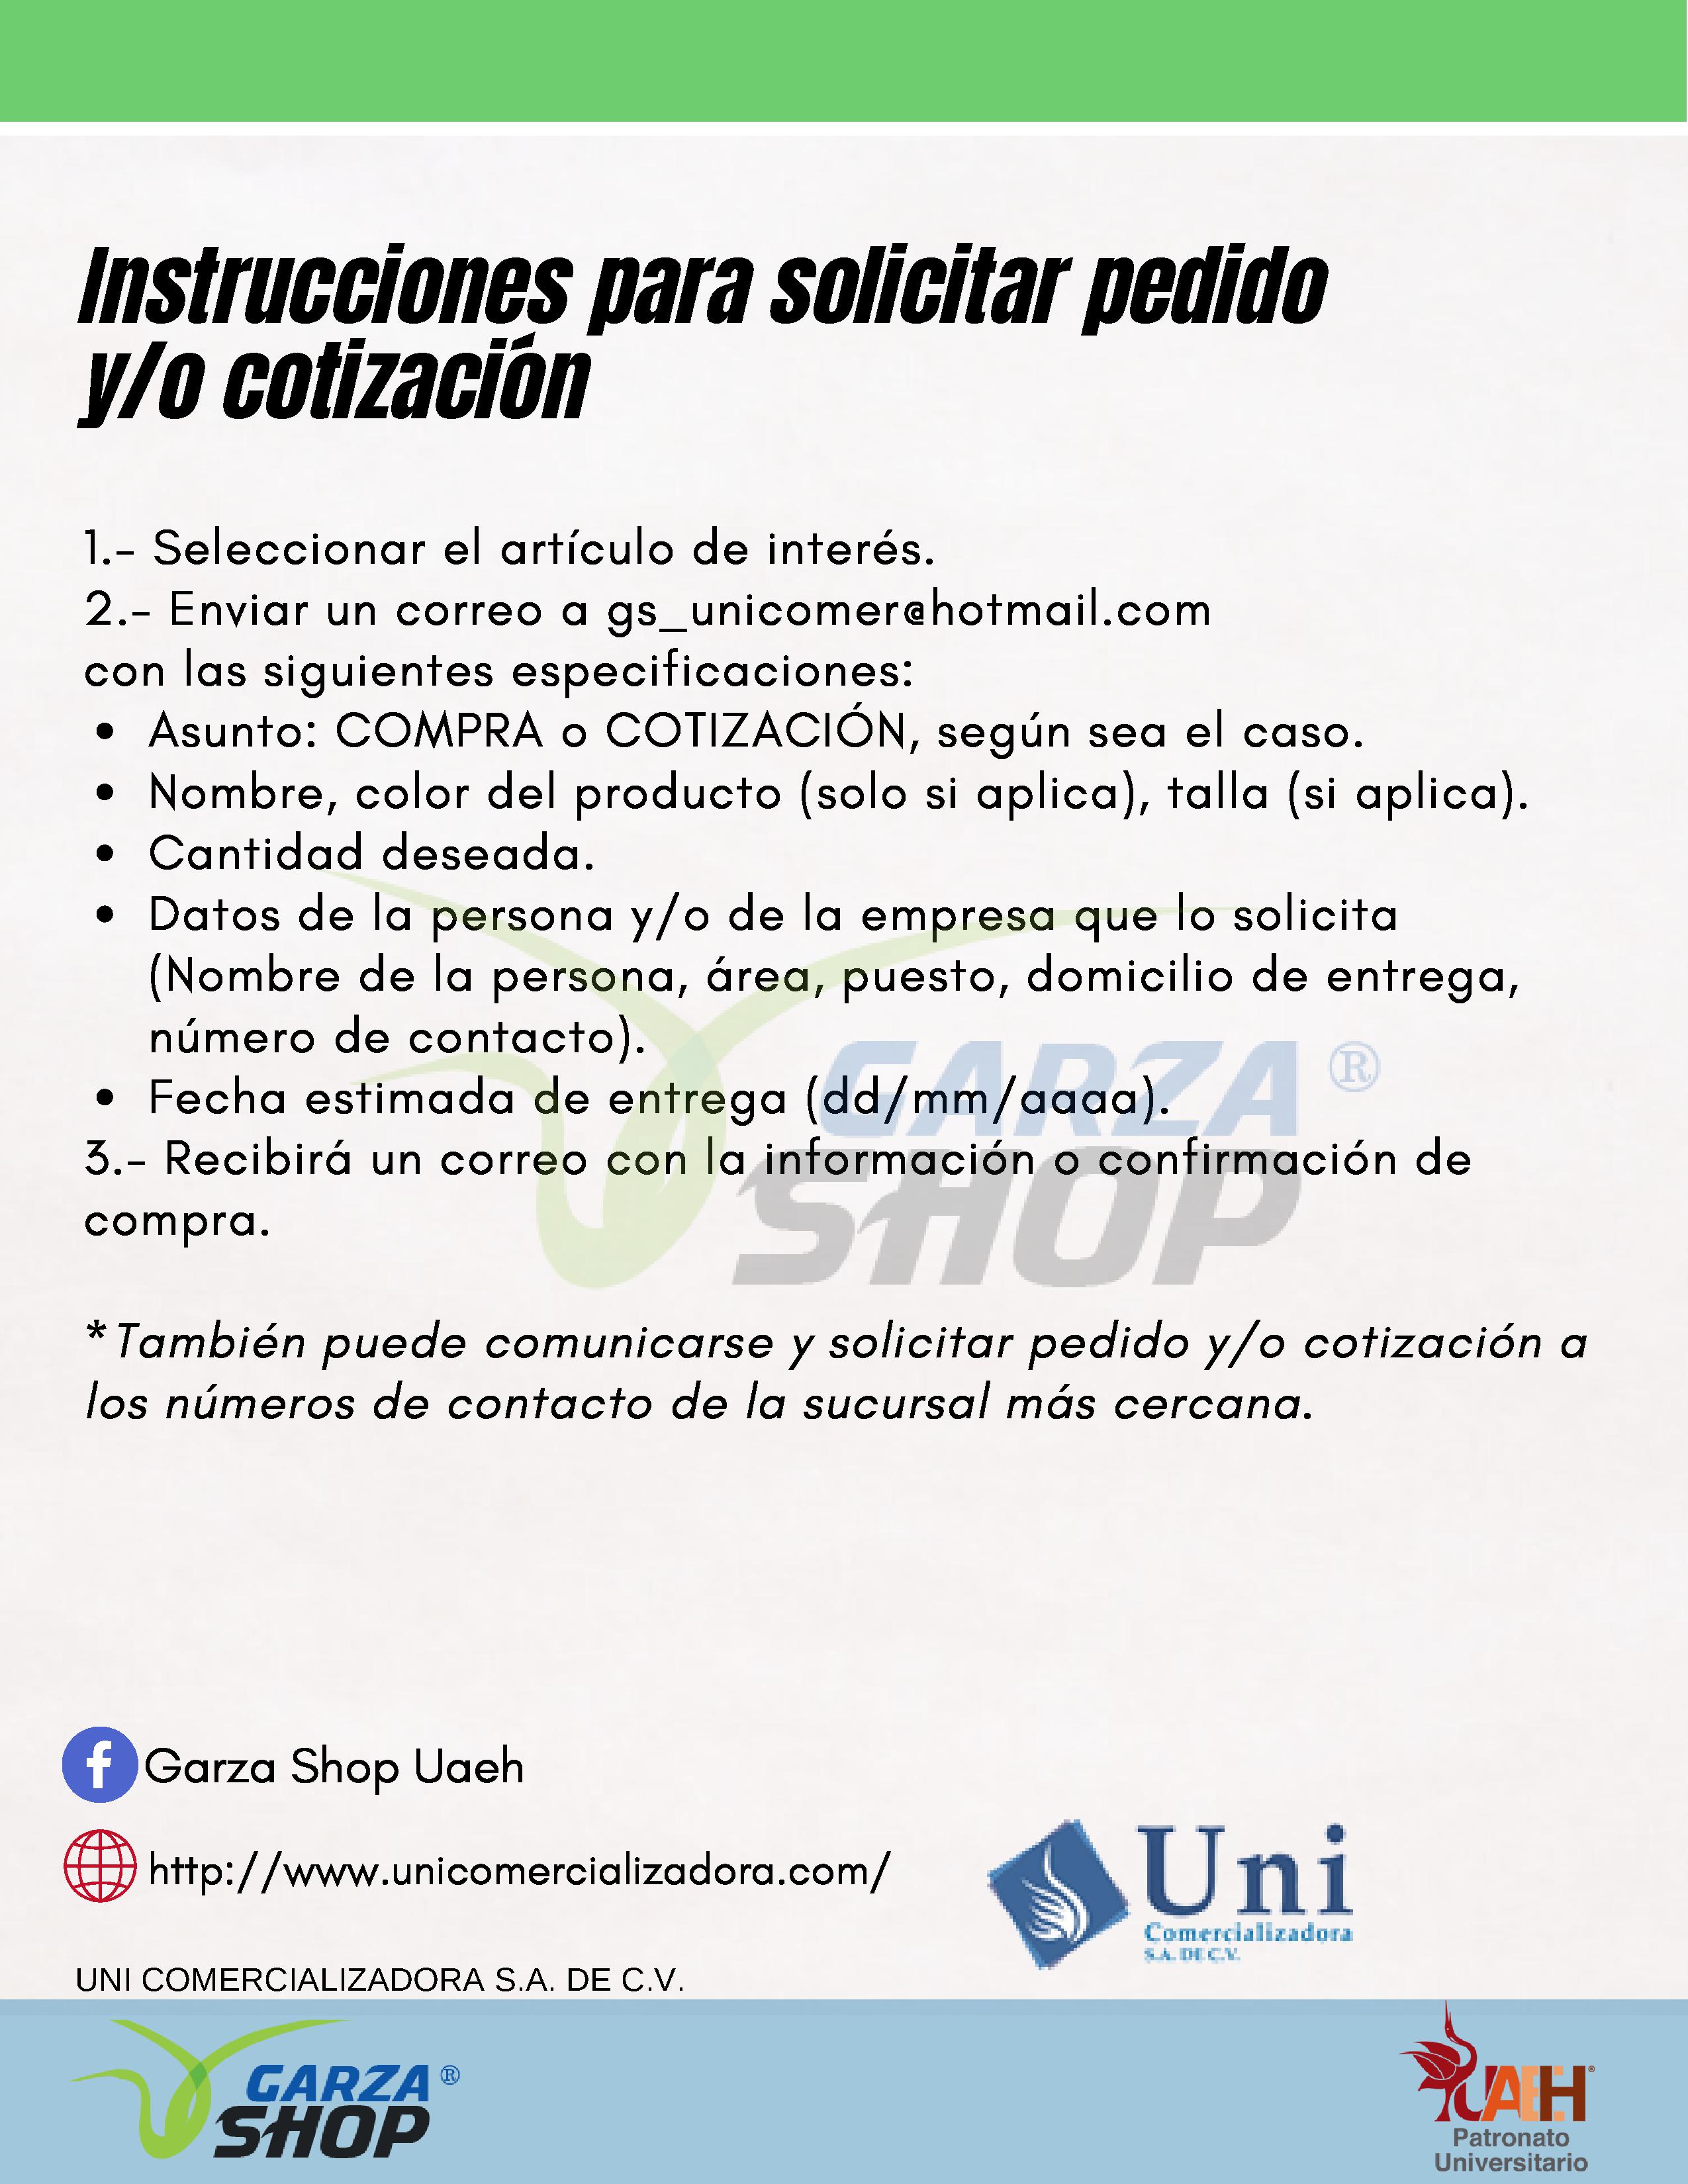 Instrucciones para solicitar pedido
y/o cotización
1.- Seleccionar el artículo de interés.
2.- Enviar un correo a gs_unicomer@hotmail.com
con las siguientes especificaciones:
• Asunto: COMPRA o COTIZACIÓN, según sea el caso.
• Nombre, color del producto (solo si aplica), talla (si aplica).
• Cantidad deseada.
• Datos de la persona y/o de la empresa que lo solicita
(Nombre de la persona, área, puesto, domicilio de entrega,
número de contacto).
• Fecha estimada de entrega (dd/mm/aaaa).
3.- Recibirá un correo con la información o confirmación de
compra.
GARZA ®
SHOP
*También puede comunicarse y solicitar pedido y/o cotización a
los números de contacto de la sucursal más cercana.
Garza Shop Uaeh
http://www.unicomercializadora.com/
Uni
Comercializadora
S.A. DE C.V.
UNI COMERCIALIZADORA S.A. DE C.V.
GARZA ®
SHOP
UAEH ®
Patronato
Universitario